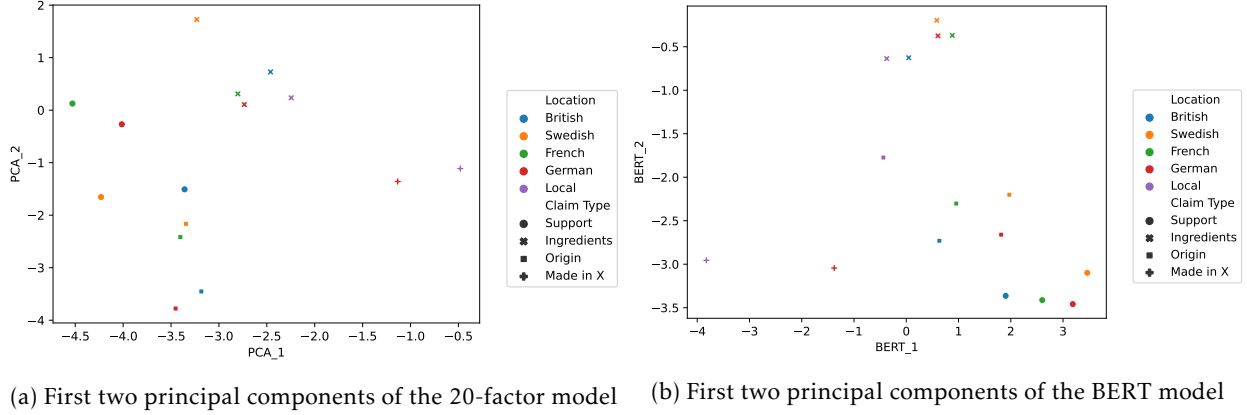 2
1
0
−1
−2
−3
−4
PCA_2
−4.5
−4.0
−3.5
−3.0
−2.5
−2.0
−1.5
−1.0
−0.5
PCA_1
Location
British
Swedish
French
German
Local
Claim Type
Support
Ingredients
Origin
Made in X
(a) First two principal components of the 20-factor model
−0.5
−1.0
−1.5
−2.0
−2.5
−3.0
−3.5
BERT_2
−4
−3
−2
−1
0
1
2
3
BERT_1
Location
British
Swedish
French
German
Local
Claim Type
Support
Ingredients
Origin
Made in X
(b) First two principal components of the BERT model